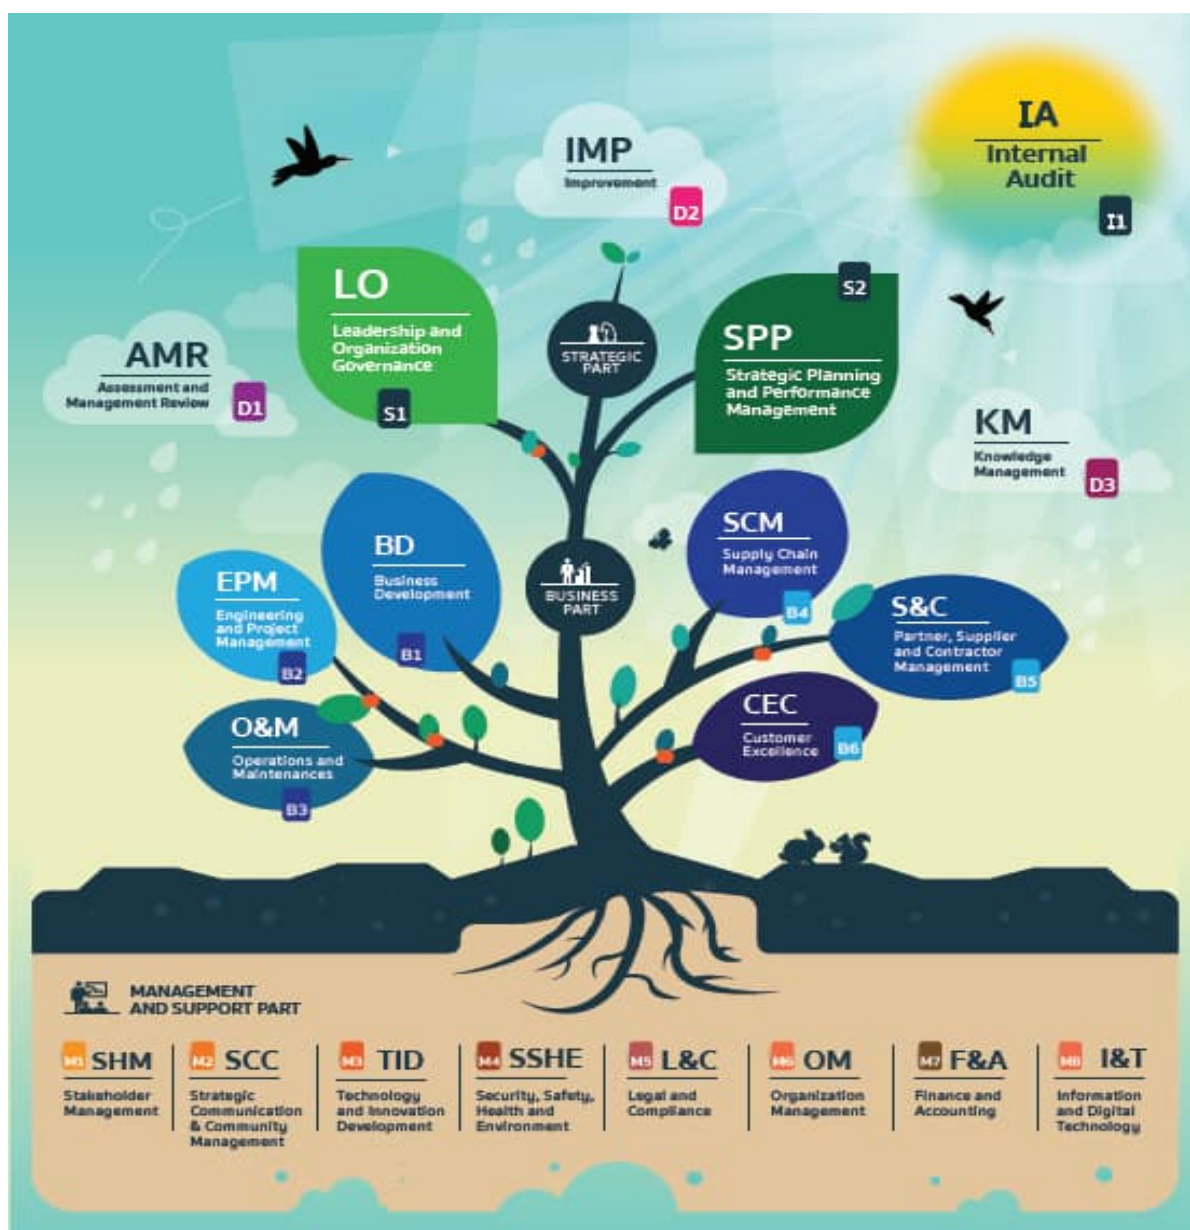 IA
Internal
Audit
I1
IMP
Improvement
D2
LO
Leadership and
Organization
Governance
S1
STRATEGIC
PART
S2
SPP
Strategic Planning
and Performance
Management
AMR
Assessment and
Management Review
D1
KM
Knowledge
Management
D3
BD
Business
Development
B1
BUSINESS
PART
SCM
Supply Chain
Management
B4
EPM
Engineering
and Project
Management
B2
S&C
Partner, Supplier
and Contractor
Management
B5
O&M
Operations and
Maintenances
B3
CEC
Customer
Excellence
B6
MANAGEMENT
AND SUPPORT PART
M1 SHM
Stakeholder
Management
M2 SCC
Strategic
Communication
& Community
Management
M3 TID
Technology
and Innovation
Development
M4 SSHE
Security, Safety,
Health and
Environment
M5 L&C
Legal and
Compliance
M6 OM
Organization
Management
M7 F&A
Finance and
Accounting
M8 I&T
Information
and Digital
Technology